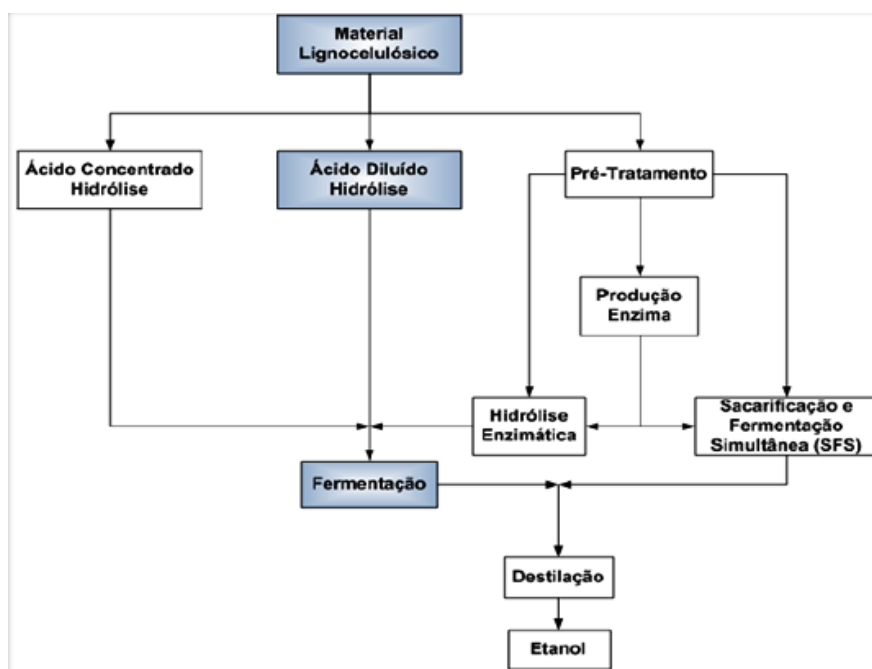 Material
Lignocelulósico
Ácido Concentrado
Hidrólise
Ácido Diluído
Hidrólise
Pré-Tratamento
Produção
Enzima
Hidrólise
Enzimática
Sacarificação e
Fermentação
Simultânea (SFS)
Fermentação
Destilação
Etanol